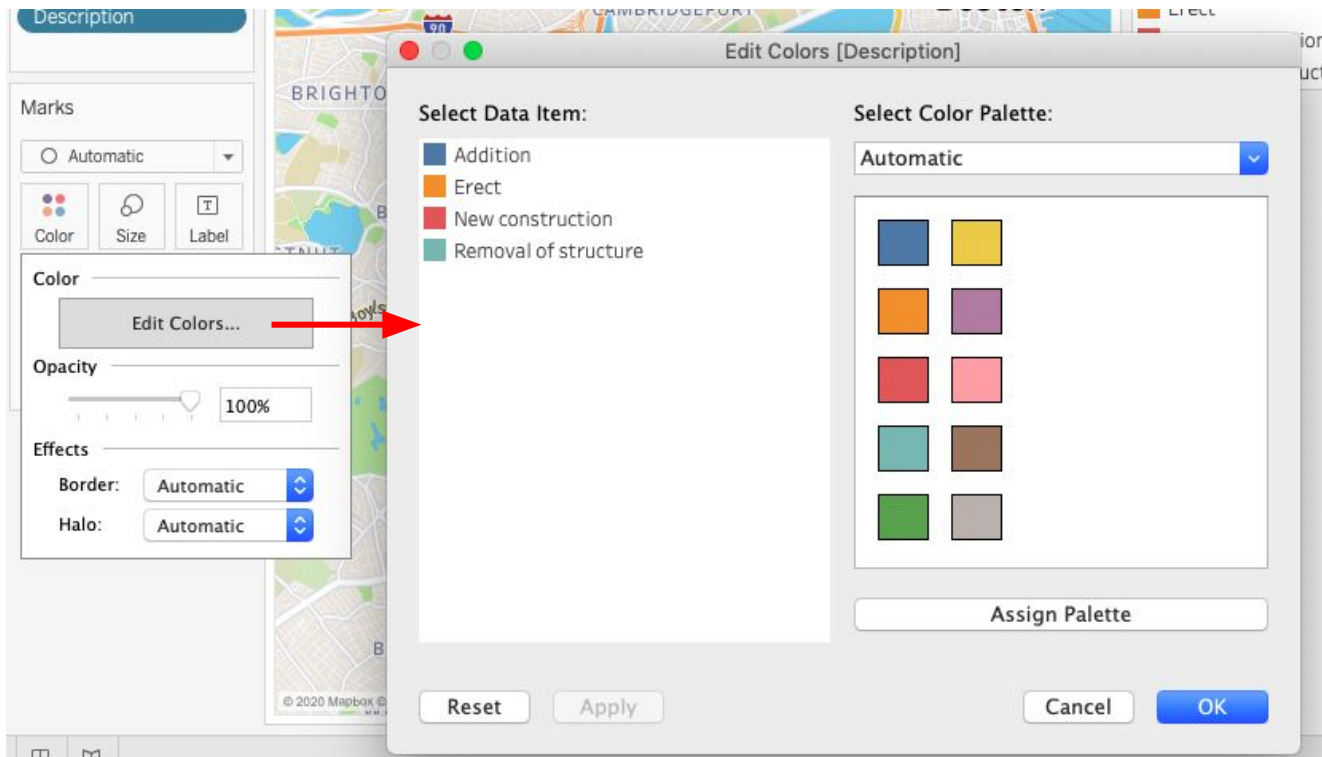 Description
Marks
Automatic
Color
Size
Label
Color
Edit Colors...
Opacity
100%
Effects
Border:
Automatic
Halo:
Automatic
90
CAMBRIDGEPORT
Boston
BRIGHTO
© 2020 Mapbox ©
Erect
Edit Colors [Description]
Select Data Item:
Addition
Erect
New construction
Removal of structure
Select Color Palette:
Automatic
Assign Palette
Reset
Apply
Cancel
OK